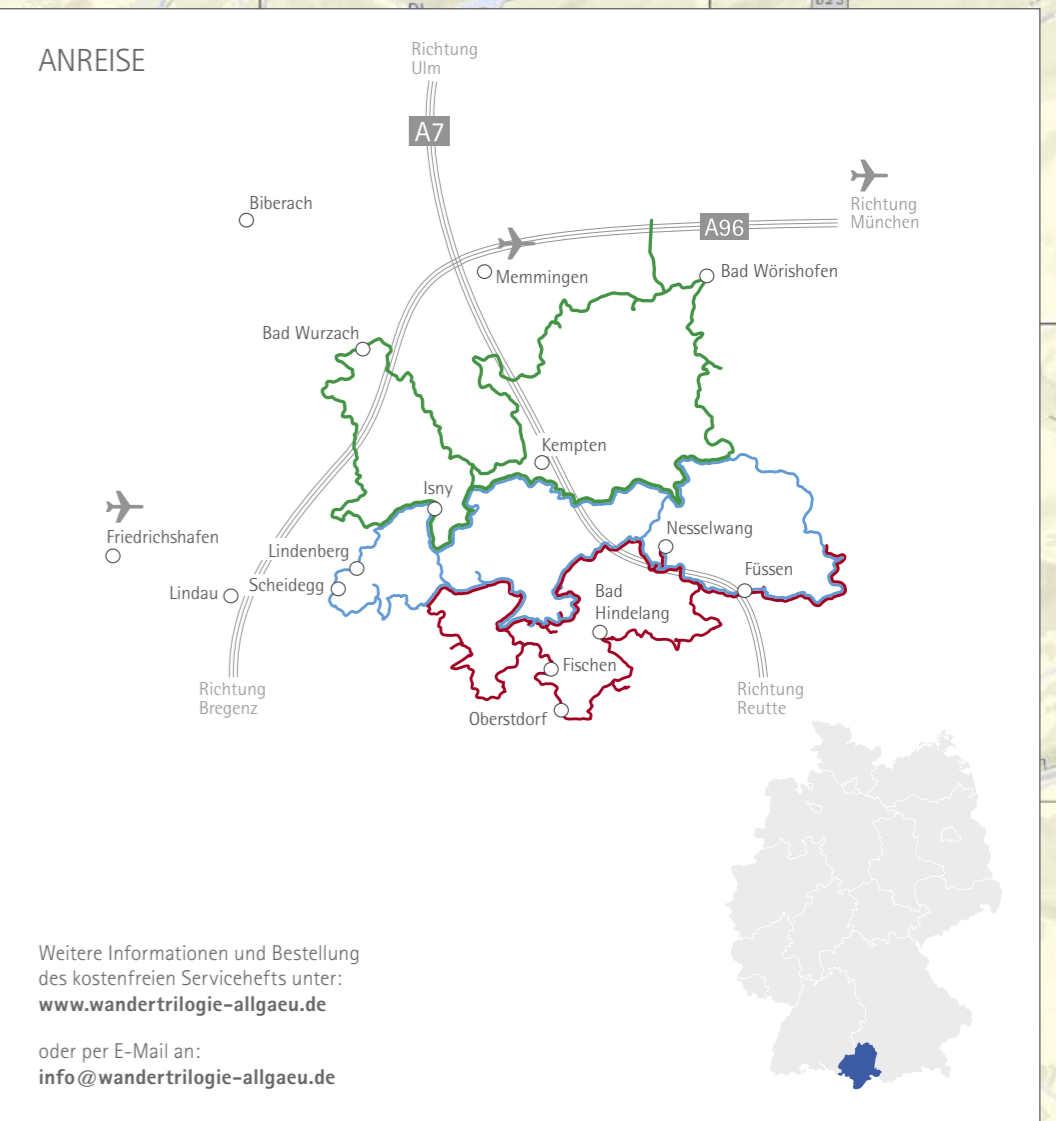 B23
ANREISE
Richtung
Ulm
A7
Biberach
Richtung
München
A96
Memmingen
Bad Wörishofen
Bad Wurzach
Kempten
Isny
Friedrichshafen
Nesselwang
Lindenberg
Füssen
Lindau
Scheidegg
Bad
Hindelang
Fischen
Richtung
Bregenz
Oberstdorf
Richtung
Reutte
Weitere Informationen und Bestellung
des kostenfreien Servicehefts unter:
www.wandertrilogie-allgaeu.de
oder per E-Mail an:
info@wandertrilogie-allgaeu.de